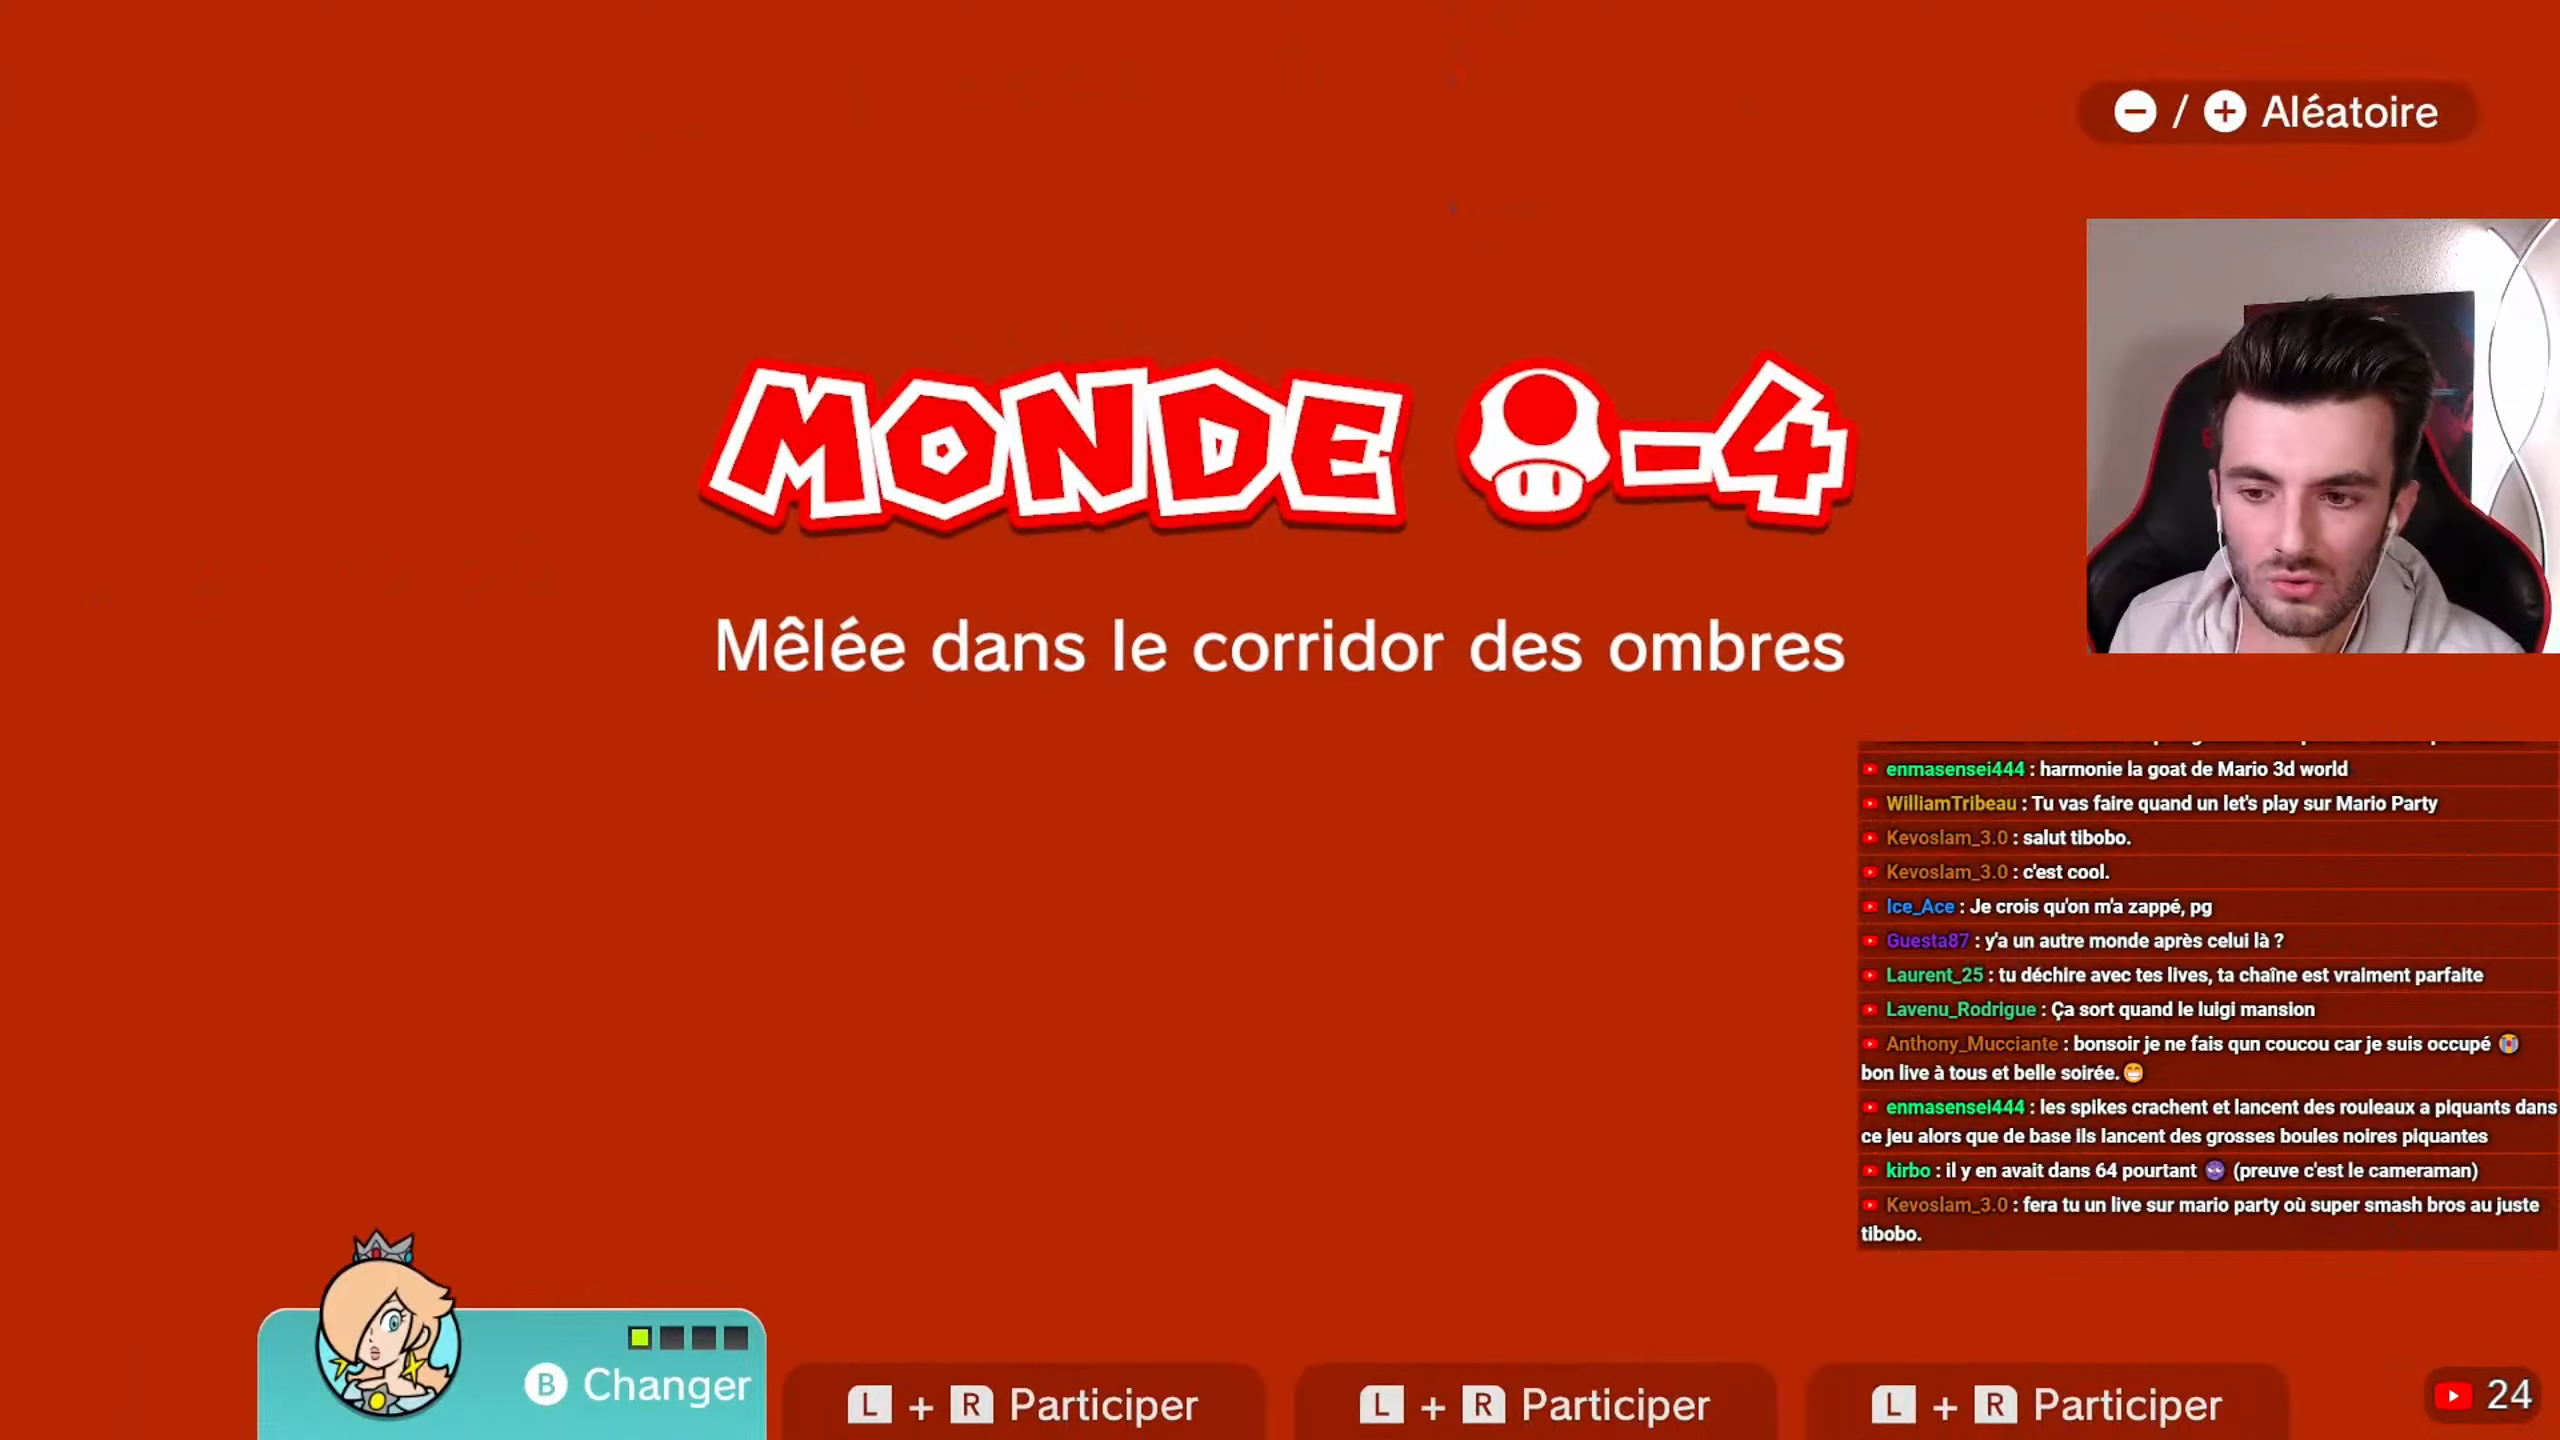 − / + Aléatoire
MONDE -4
Mêlée dans le corridor des ombres
enmasensei444 : harmonie la goat de Mario 3d world
WilliamTribeau : Tu vas faire quand un let's play sur Mario Party
Kevoslam_3.0 : salut tibobo.
Kevoslam_3.0 : c'est cool.
Ice_Ace : Je crois qu'on m'a zappé, pg
Guesta87 : y'a un autre monde après celui là ?
Laurent_25 : tu déchire avec tes lives, ta chaîne est vraiment parfaite
Lavenu_Rodrigue : Ça sort quand le luigi mansion
Anthony_Mucciante : bonsoir je ne fais qun coucou car je suis occupé 😭
bon live à tous et belle soirée.😁
enmasensei444 : les spikes crachent et lancent des rouleaux a piquants dans
ce jeu alors que de base ils lancent des grosses boules noires piquantes
kirbo : il y en avait dans 64 pourtant (preuve c'est le cameraman)
Kevoslam_3.0 : fera tu un live sur mario party où super smash bros au juste
tibobo.
B Changer
L + R Participer
L + R Participer
L + R Participer
24